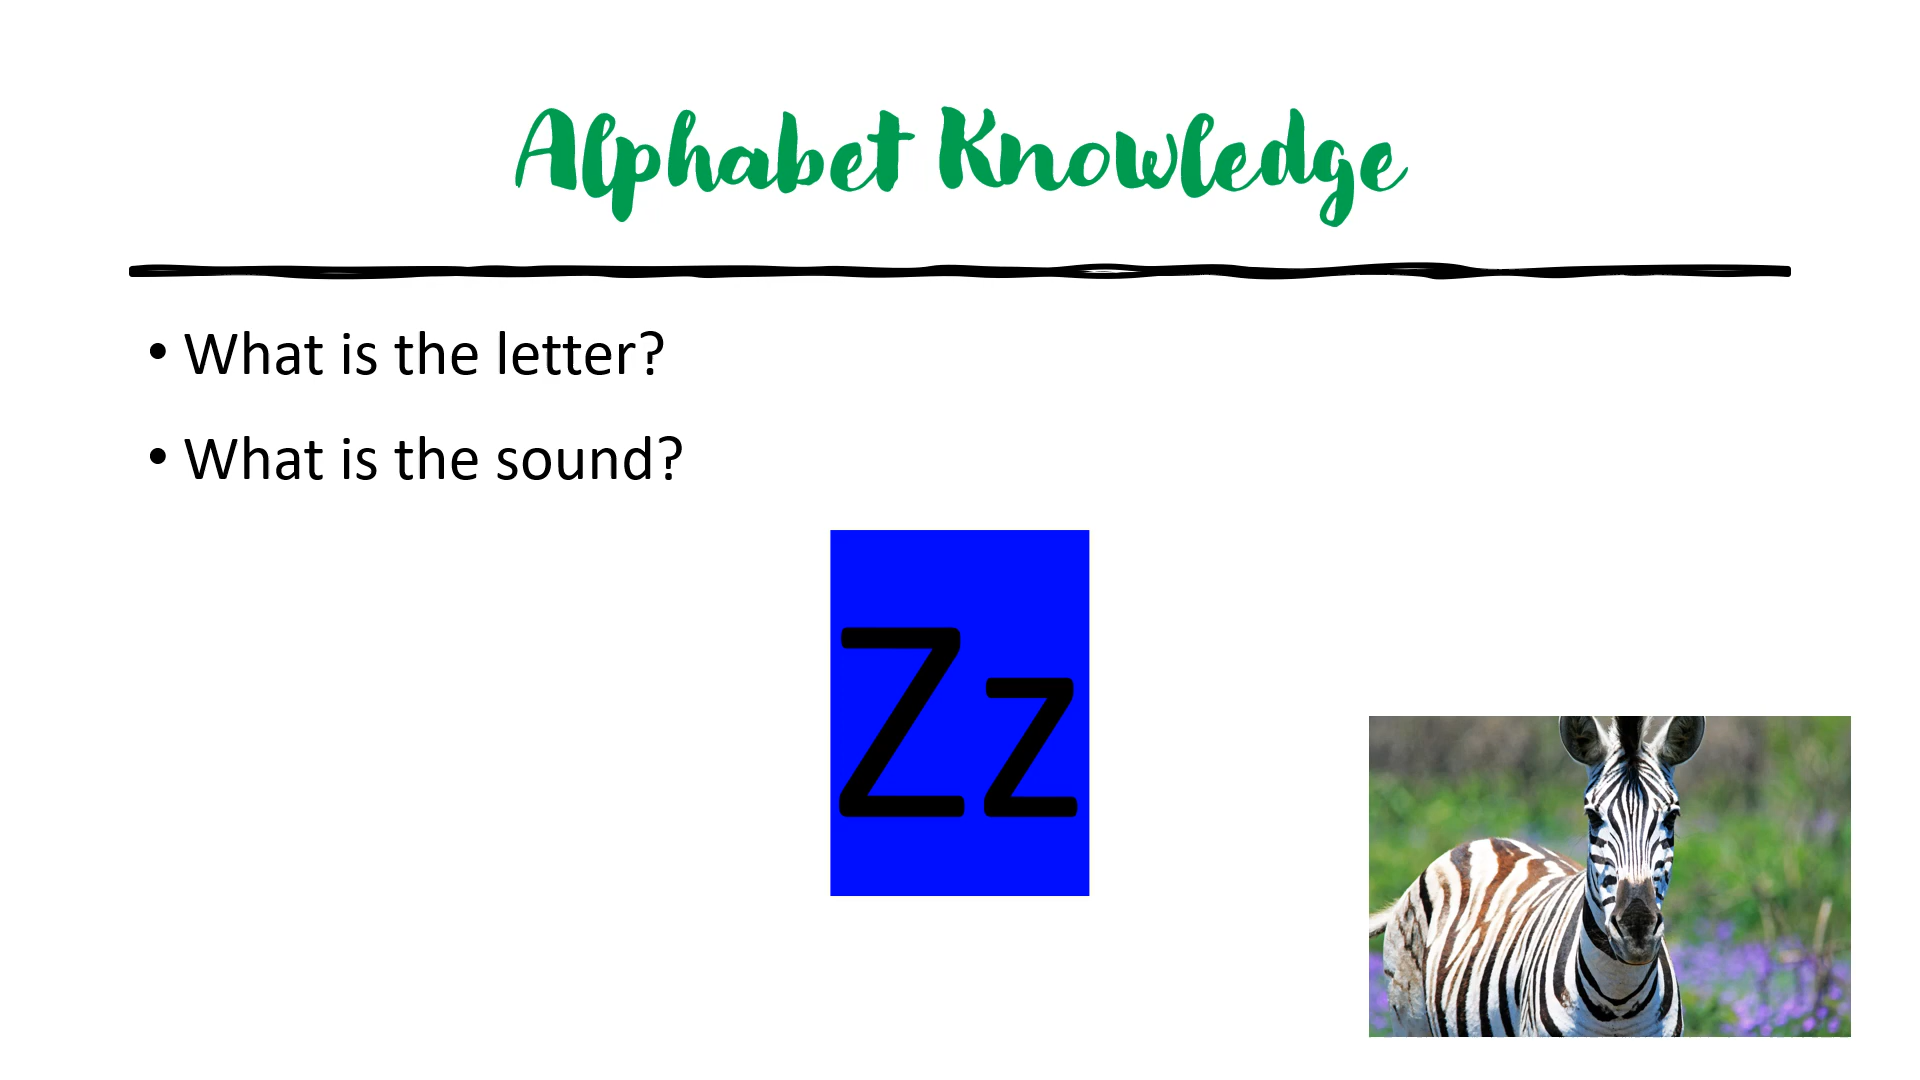 Alphabet Knowledge
• What is the letter?
• What is the sound?
Zz